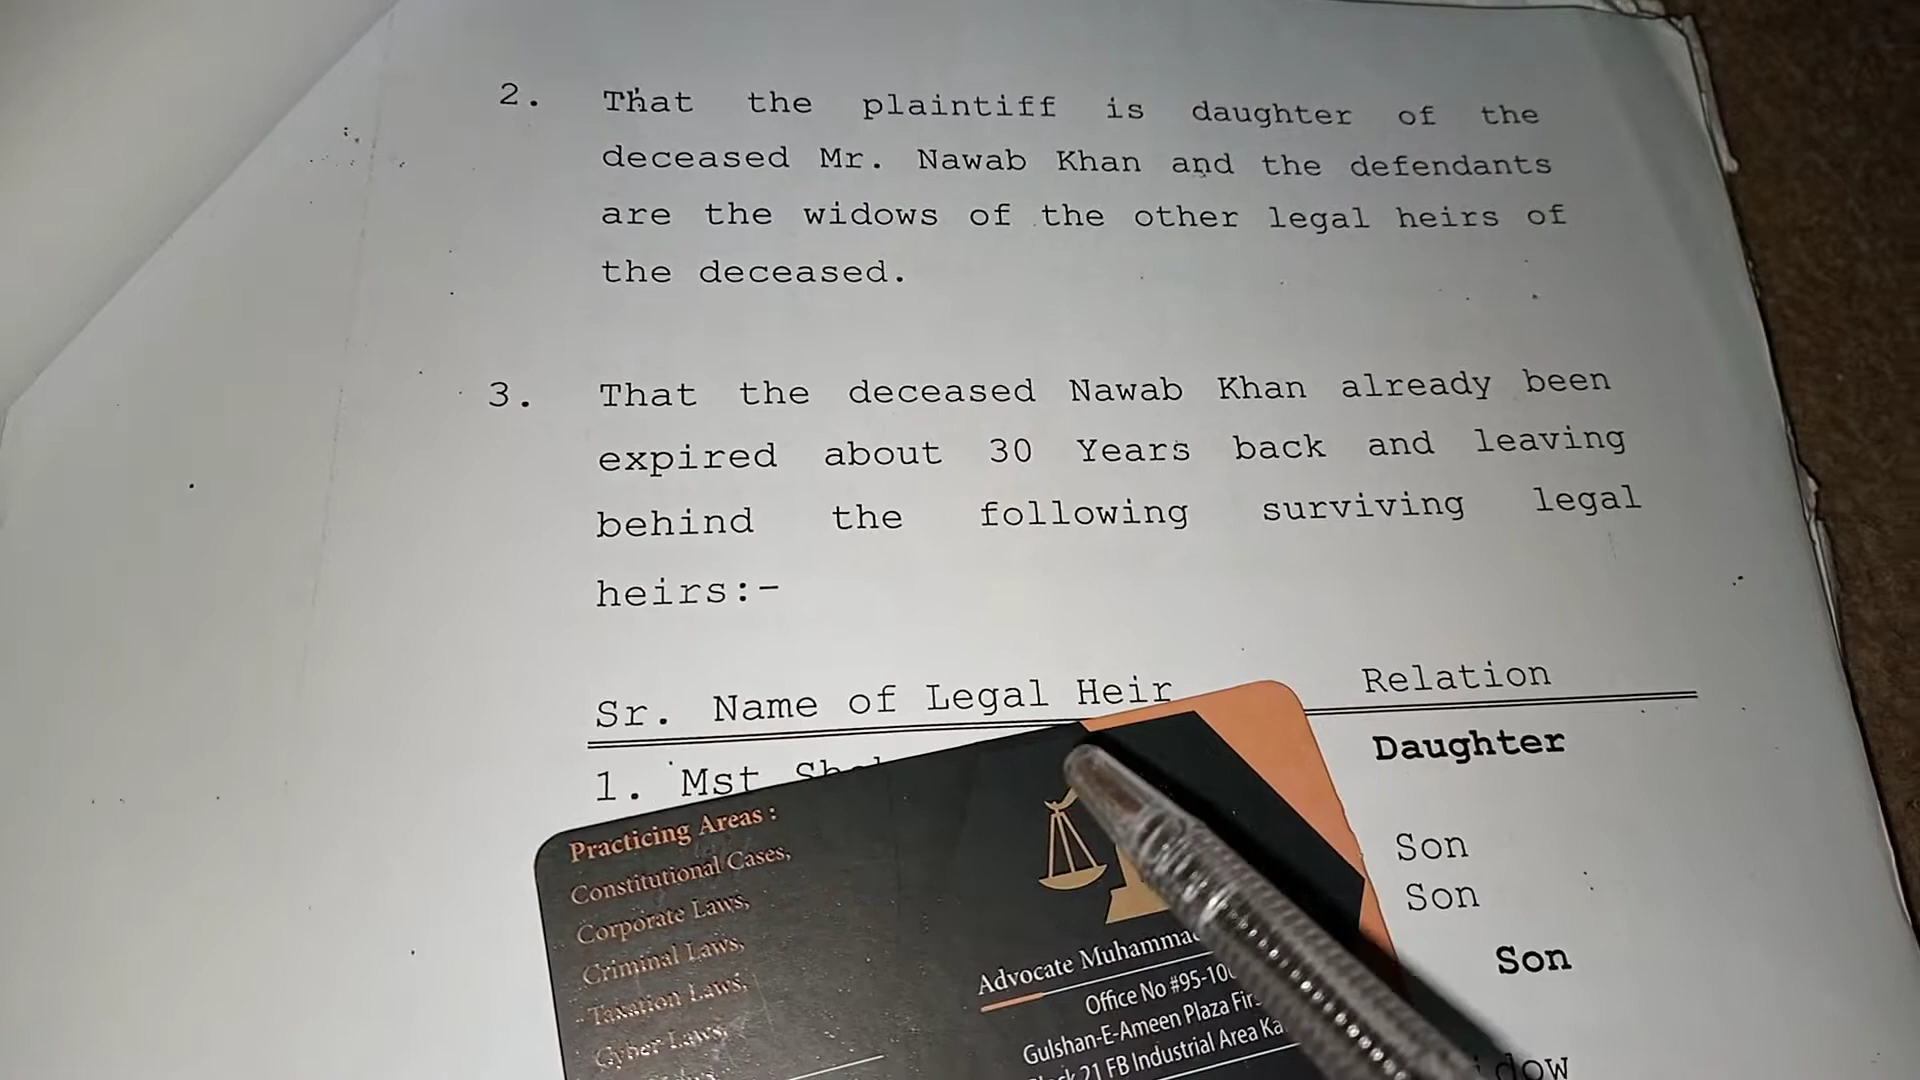 2. That the plaintiff is daughter of the
deceased Mr. Nawab Khan and the defendants
are the widows of the other legal heirs of
the deceased.
3. That the deceased Nawab Khan already been
expired about 30 Years back and leaving
behind the following surviving legal
heirs:-
Sr. Name of Legal Heir Relation
1. Mst Daughter
Son
Son
Son
Practicing Areas :
Constitutional Cases,
Corporate Laws,
Criminal Laws,
Taxation Laws,
Cyber Laws,
Advocate
Office No #95-10
Gulshan-E-Ameen Plaza
21 FB Industrial Area